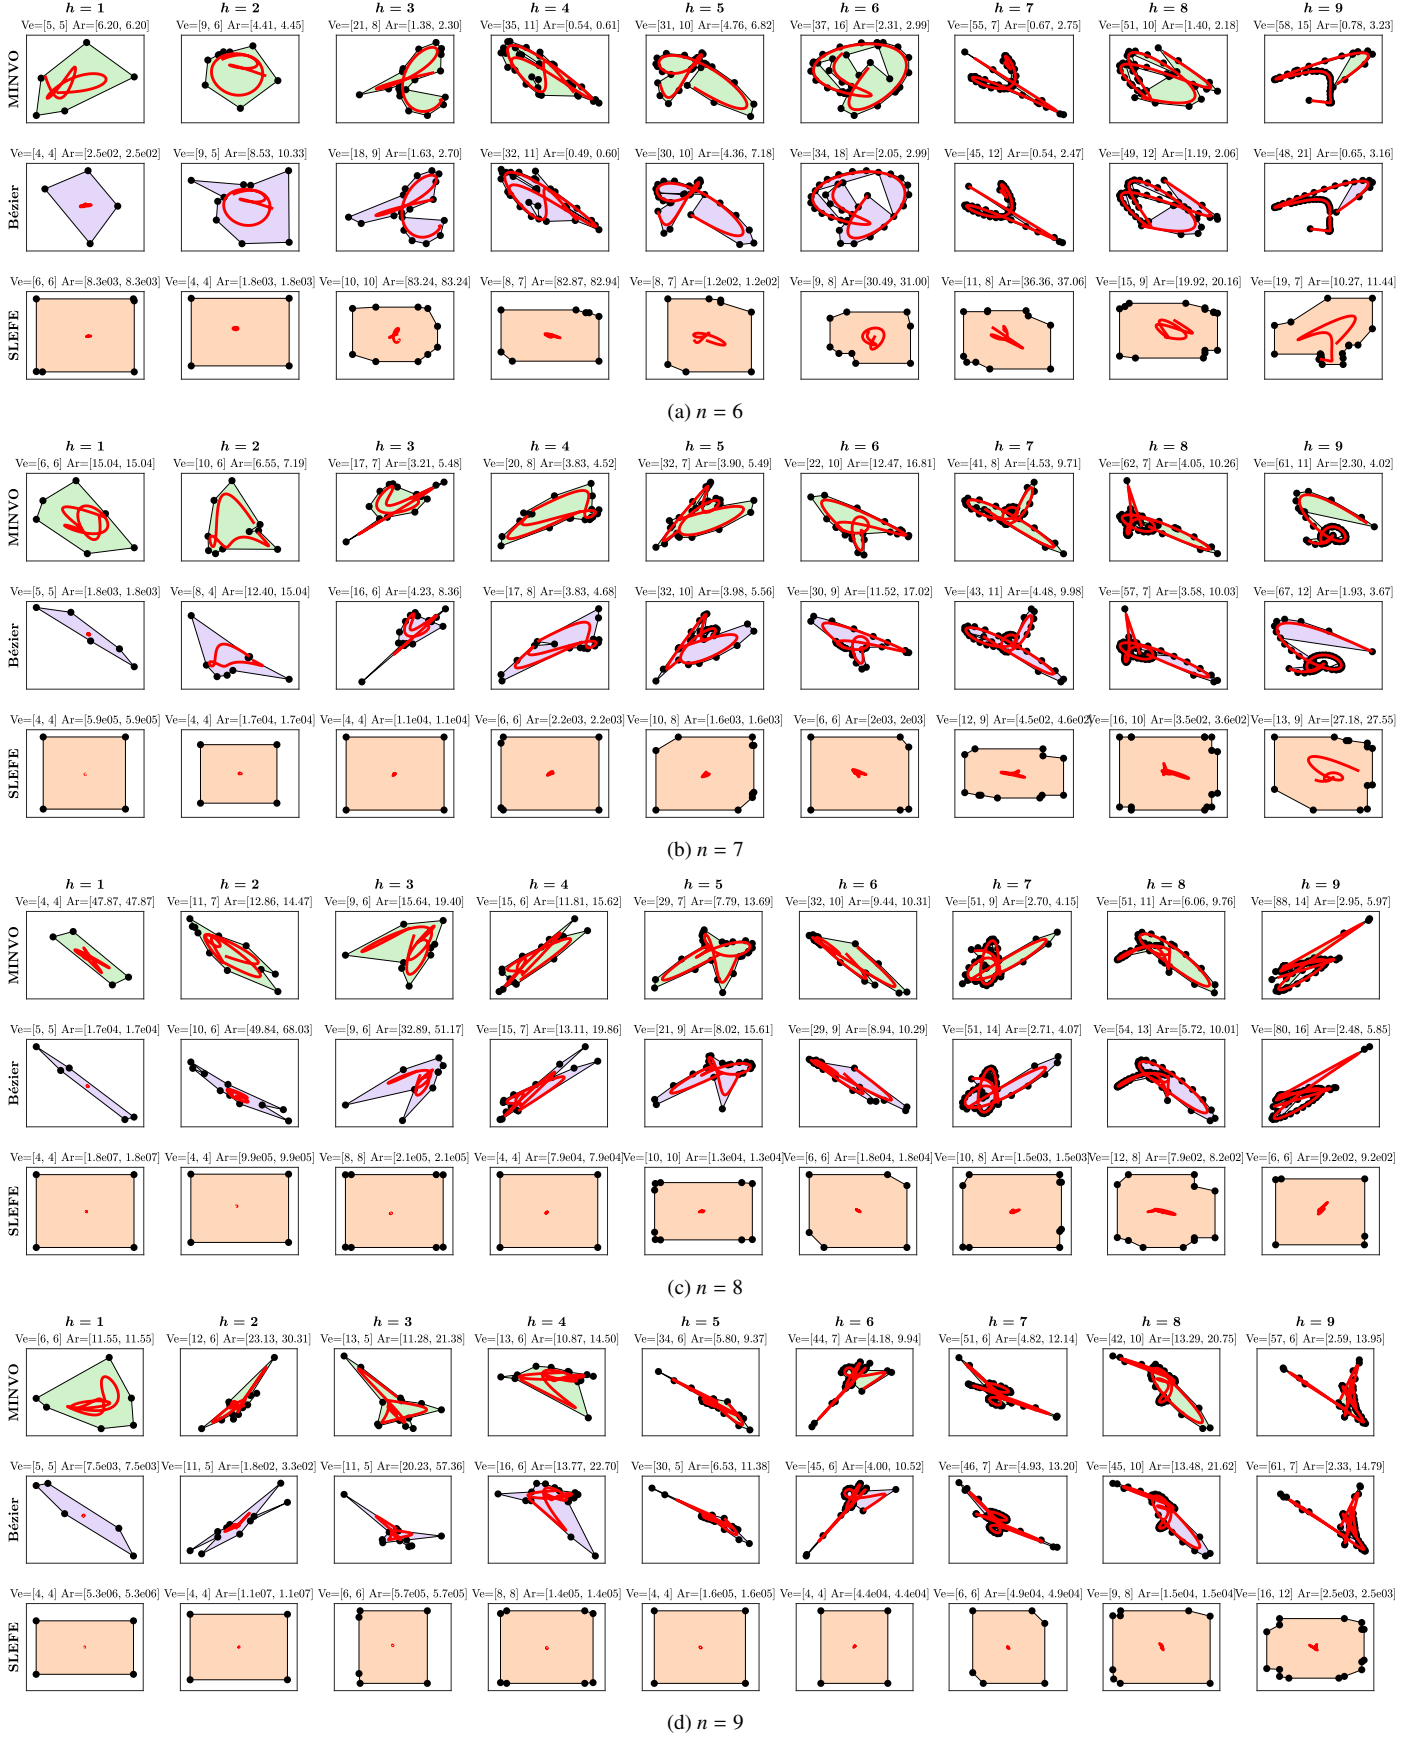 h = 1 h = 2 h = 3 h = 4 h = 5 h = 6 h = 7 h = 8 h = 9
Ve=[5, 5] Ar=[6.20, 6.20] Ve=[9, 6] Ar=[4.41, 4.45] Ve=[21, 8] Ar=[1.38, 2.30] Ve=[35, 11] Ar=[0.54, 0.61] Ve=[31, 10] Ar=[4.76, 6.82] Ve=[37, 16] Ar=[2.31, 2.99] Ve=[55, 7] Ar=[0.67, 2.75] Ve=[51, 10] Ar=[1.40, 2.18] Ve=[58, 15] Ar=[0.78, 3.23]
MINVO
Ve=[4, 4] Ar=[2.5e02, 2.5e02] Ve=[9, 5] Ar=[8.53, 10.33] Ve=[18, 9] Ar=[1.63, 2.70] Ve=[32, 11] Ar=[0.49, 0.60] Ve=[30, 10] Ar=[4.36, 7.18] Ve=[34, 18] Ar=[2.05, 2.99] Ve=[45, 12] Ar=[0.54, 2.47] Ve=[49, 12] Ar=[1.19, 2.06] Ve=[48, 21] Ar=[0.65, 3.16]
Bézier
Ve=[6, 6] Ar=[8.3e03, 8.3e03] Ve=[4, 4] Ar=[1.8e03, 1.8e03] Ve=[10, 10] Ar=[83.24, 83.24] Ve=[8, 7] Ar=[82.87, 82.94] Ve=[8, 7] Ar=[1.2e02, 1.2e02] Ve=[9, 8] Ar=[30.49, 31.00] Ve=[11, 8] Ar=[36.36, 37.06] Ve=[15, 9] Ar=[19.92, 20.16] Ve=[19, 7] Ar=[10.27, 11.44]
SLEFE
(a) n = 6
h = 1 h = 2 h = 3 h = 4 h = 5 h = 6 h = 7 h = 8 h = 9
Ve=[6, 6] Ar=[15.04, 15.04] Ve=[10, 6] Ar=[6.55, 7.19] Ve=[17, 7] Ar=[3.21, 5.48] Ve=[20, 8] Ar=[3.83, 4.52] Ve=[32, 7] Ar=[3.90, 5.49] Ve=[22, 10] Ar=[12.47, 16.81] Ve=[41, 8] Ar=[4.53, 9.71] Ve=[62, 7] Ar=[4.05, 10.26] Ve=[61, 11] Ar=[2.30, 4.02]
MINVO
Ve=[5, 5] Ar=[1.8e03, 1.8e03] Ve=[8, 4] Ar=[12.40, 15.04] Ve=[16, 6] Ar=[4.23, 8.36] Ve=[17, 8] Ar=[3.83, 4.68] Ve=[32, 10] Ar=[3.98, 5.56] Ve=[30, 9] Ar=[11.52, 17.02] Ve=[43, 11] Ar=[4.48, 9.98] Ve=[57, 7] Ar=[3.58, 10.03] Ve=[67, 12] Ar=[1.93, 3.67]
Bézier
Ve=[4, 4] Ar=[5.9e05, 5.9e05] Ve=[4, 4] Ar=[1.7e04, 1.7e04] Ve=[4, 4] Ar=[1.1e04, 1.1e04] Ve=[6, 6] Ar=[2.2e03, 2.2e03] Ve=[10, 8] Ar=[1.6e03, 1.6e03] Ve=[6, 6] Ar=[2e03, 2e03] Ve=[12, 9] Ar=[4.5e02, 4.6e02] Ve=[16, 10] Ar=[3.5e02, 3.6e02] Ve=[13, 9] Ar=[27.18, 27.55]
SLEFE
(b) n = 7
h = 1 h = 2 h = 3 h = 4 h = 5 h = 6 h = 7 h = 8 h = 9
Ve=[4, 4] Ar=[47.87, 47.87] Ve=[11, 7] Ar=[12.86, 14.47] Ve=[9, 6] Ar=[15.64, 19.40] Ve=[15, 6] Ar=[11.81, 15.62] Ve=[29, 7] Ar=[7.79, 13.69] Ve=[32, 10] Ar=[9.44, 10.31] Ve=[51, 9] Ar=[2.70, 4.15] Ve=[51, 11] Ar=[6.06, 9.76] Ve=[88, 14] Ar=[2.95, 5.97]
MINVO
Ve=[5, 5] Ar=[1.7e04, 1.7e04] Ve=[10, 6] Ar=[49.84, 68.03] Ve=[9, 6] Ar=[32.89, 51.17] Ve=[15, 7] Ar=[13.11, 19.86] Ve=[21, 9] Ar=[8.02, 15.61] Ve=[29, 9] Ar=[8.94, 10.29] Ve=[51, 14] Ar=[2.71, 4.07] Ve=[54, 13] Ar=[5.72, 10.01] Ve=[80, 16] Ar=[2.48, 5.85]
Bézier
Ve=[4, 4] Ar=[1.8e07, 1.8e07] Ve=[4, 4] Ar=[9.9e05, 9.9e05] Ve=[8, 8] Ar=[2.1e05, 2.1e05] Ve=[4, 4] Ar=[7.9e04, 7.9e04] Ve=[10, 10] Ar=[1.3e04, 1.3e04] Ve=[6, 6] Ar=[1.8e04, 1.8e04] Ve=[10, 8] Ar=[1.5e03, 1.5e03] Ve=[12, 8] Ar=[7.9e02, 8.2e02] Ve=[6, 6] Ar=[9.2e02, 9.2e02]
SLEFE
(c) n = 8
h = 1 h = 2 h = 3 h = 4 h = 5 h = 6 h = 7 h = 8 h = 9
Ve=[6, 6] Ar=[11.55, 11.55] Ve=[12, 6] Ar=[23.13, 30.31] Ve=[13, 5] Ar=[11.28, 21.38] Ve=[13, 6] Ar=[10.87, 14.50] Ve=[34, 6] Ar=[5.80, 9.37] Ve=[44, 7] Ar=[4.18, 9.94] Ve=[51, 6] Ar=[4.82, 12.14] Ve=[42, 10] Ar=[13.29, 20.75] Ve=[57, 6] Ar=[2.59, 13.95]
MINVO
Ve=[5, 5] Ar=[7.5e03, 7.5e03] Ve=[11, 5] Ar=[1.8e02, 3.3e02] Ve=[11, 5] Ar=[20.23, 57.36] Ve=[16, 6] Ar=[13.77, 22.70] Ve=[30, 5] Ar=[6.53, 11.38] Ve=[45, 6] Ar=[4.00, 10.52] Ve=[46, 7] Ar=[4.93, 13.20] Ve=[45, 10] Ar=[13.48, 21.62] Ve=[61, 7] Ar=[2.33, 14.79]
Bézier
Ve=[4, 4] Ar=[5.3e06, 5.3e06] Ve=[4, 4] Ar=[1.1e07, 1.1e07] Ve=[6, 6] Ar=[5.7e05, 5.7e05] Ve=[8, 8] Ar=[1.4e05, 1.4e05] Ve=[4, 4] Ar=[1.6e05, 1.6e05] Ve=[4, 4] Ar=[4.4e04, 4.4e04] Ve=[6, 6] Ar=[4.9e04, 4.9e04] Ve=[9, 8] Ar=[1.5e04, 1.5e04] Ve=[16, 12] Ar=[2.5e03, 2.5e03]
SLEFE
(d) n = 9